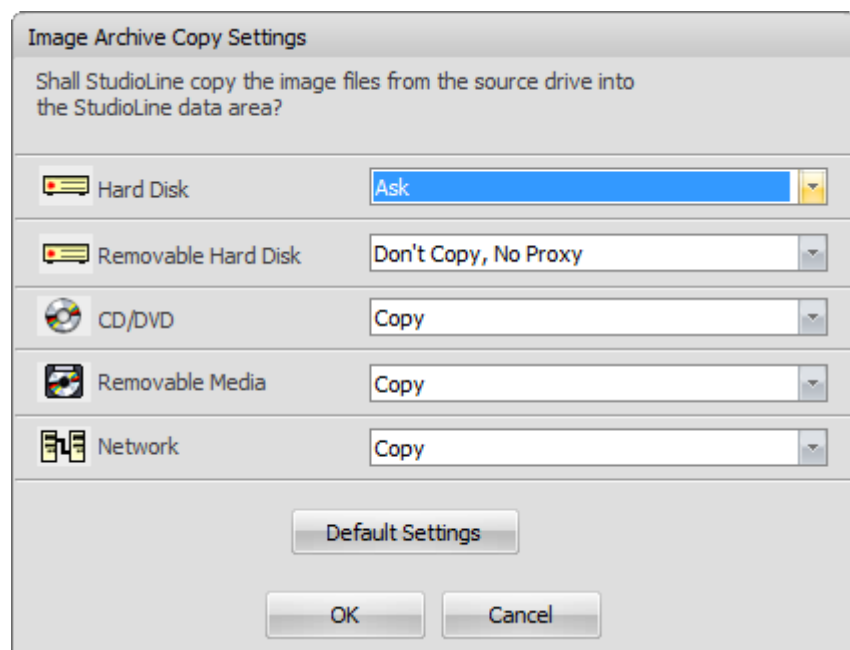 Image Archive Copy Settings
Shall StudioLine copy the image files from the source drive into
the StudioLine data area?
Hard Disk
Ask
Removable Hard Disk
Don't Copy, No Proxy
CD/DVD
Copy
Removable Media
Copy
Network
Copy
Default Settings
OK
Cancel